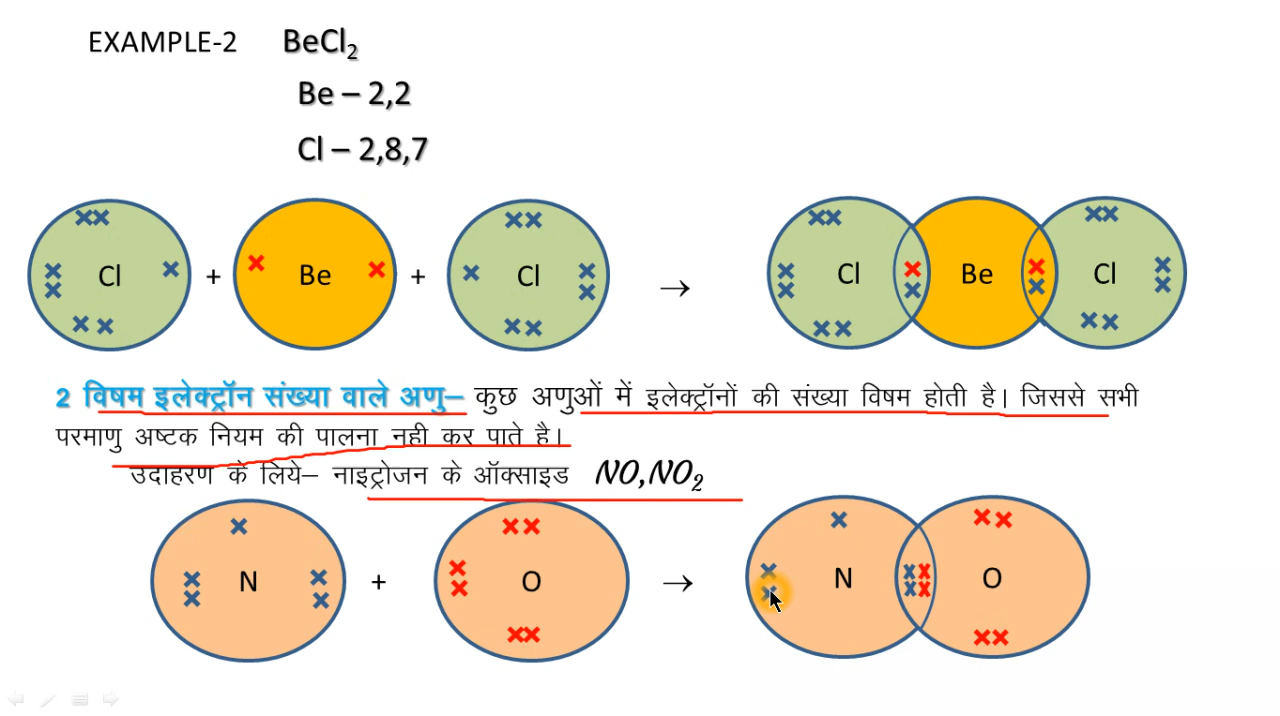 EXAMPLE-2 BeCl₂
Be – 2,2
Cl – 2,8,7
Cl + Be + Cl → Cl Be Cl
2 विषम इलेक्ट्रॉन संख्या वाले अणु– कुछ अणुओं में इलेक्ट्रॉनों की संख्या विषम होती है। जिससे सभी
परमाणु अष्टक नियम की पालना नही कर पाते है।
उदाहरण के लिये– नाइट्रोजन के ऑक्साइड NO,NO₂
N + O → N O